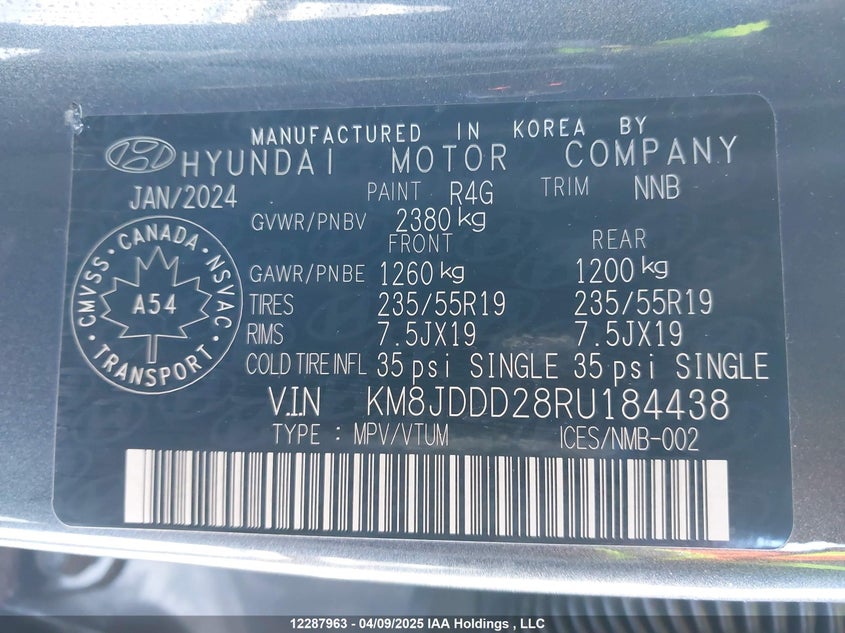 MANUFACTURED IN KOREA BY
HYUNDAI MOTOR COMPANY
JAN/2024 PAINT R4G TRIM NNB
GVWR/PNBV 2380 kg
FRONT REAR
GAWR/PNBE 1260 kg 1200 kg
TIRES 235/55R19 235/55R19
RIMS 7.5JX19 7.5JX19
COLD TIRE INFL 35 psi SINGLE 35 psi SINGLE
V.I.N KM8JDDD28RU184438
TYPE : MPV/VTUM ICES/NMB-002
CMVSS • CANADA • NSVAC • TRANSPORT •
A54
12287963 - 04/09/2025 IAA Holdings , LLC